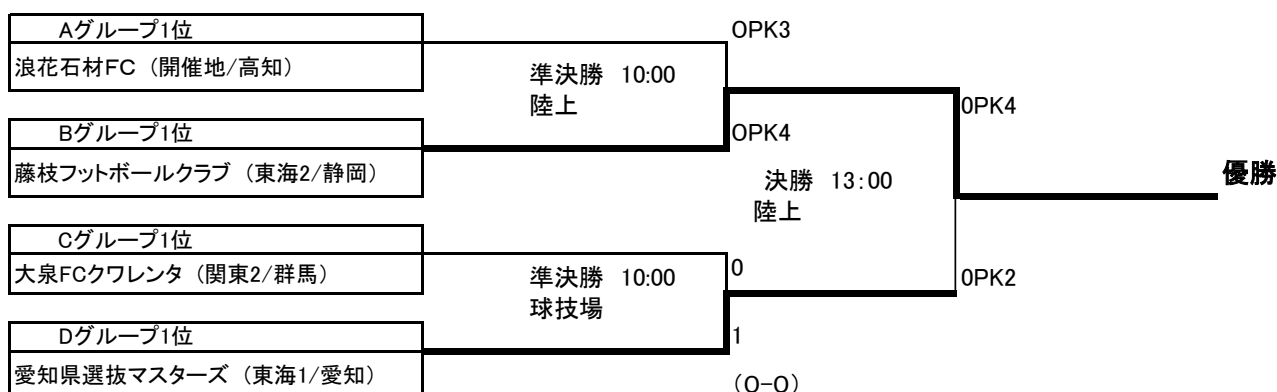 Aグループ1位
浪花石材FC (開催地/高知)
Bグループ1位
藤枝フットボールクラブ (東海2/静岡)
Cグループ1位
大泉FCクワレンタ (関東2/群馬)
Dグループ1位
愛知県選抜マスターズ (東海1/愛知)
準決勝 10:00
陸上
0PK3
0PK4
準決勝 10:00
球技場
0
1
(0-0)
決勝 13:00
陸上
0PK4
0PK2
優勝